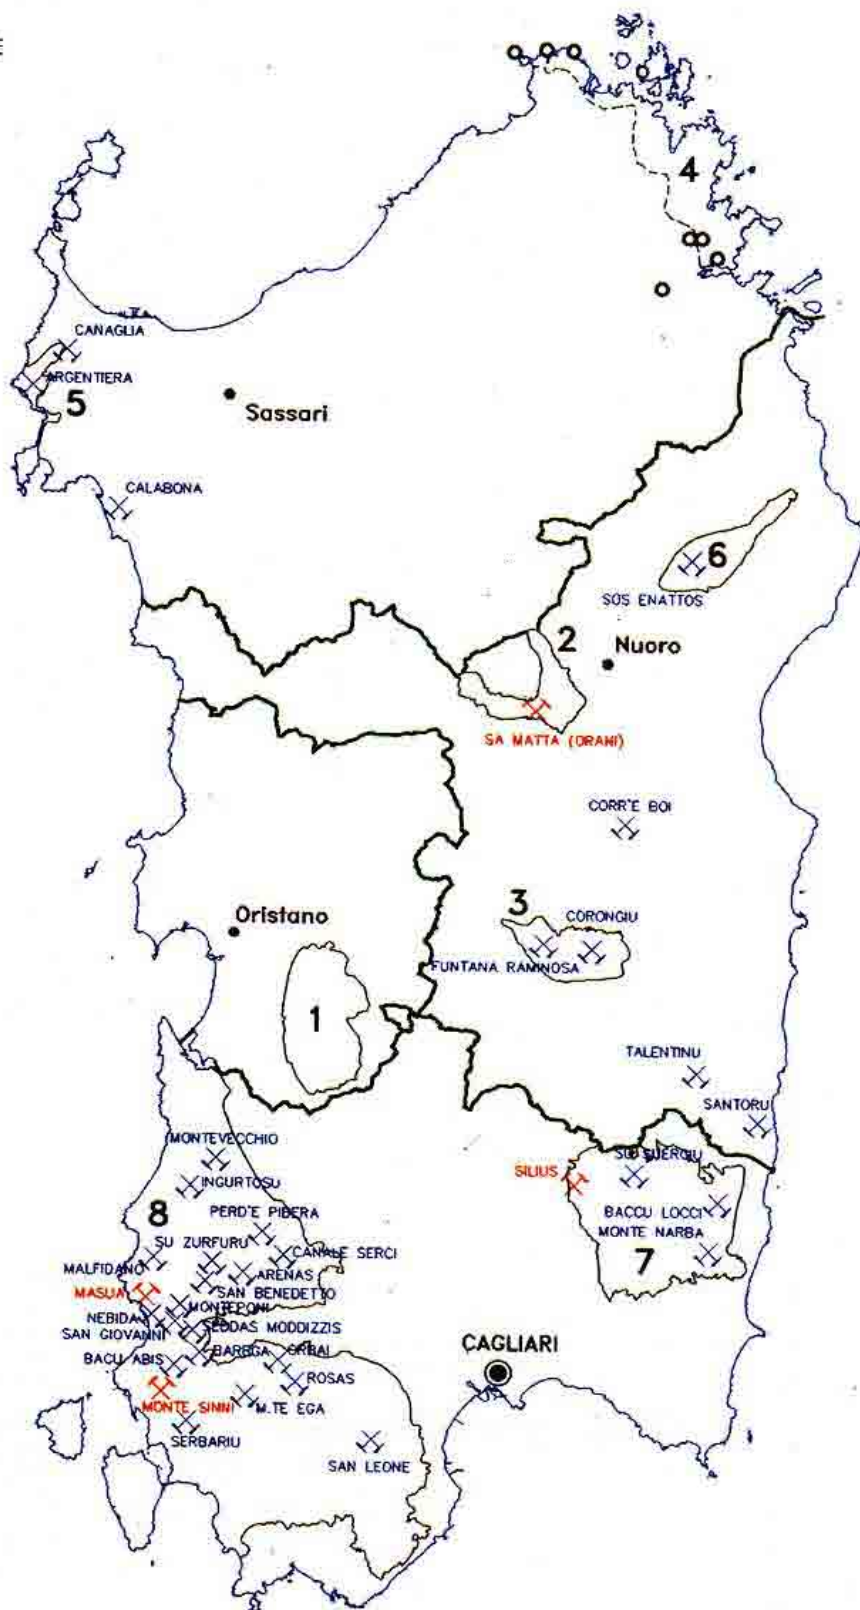 4
CANAGLIA
ARGENTIERA
5
Sassari
CALABONA
6
SOS ENATTOS
2
Nuoro
SA MATTA (ORANI)
CORR'E BOI
3
CORONGIU
FUNTANA RAMINOSA
Oristano
1
TALENTINU
SANTORU
MONTEVECCHIO
INGURTOSU
SILIUS
SU SUERGIU
BACCU LOCCI
MONTE NARBA
7
PERD'E PIBERA
8
SU ZURFURU
CANALE SERCI
MALFIDANO
ARENAS
MASUA
SAN BENEDETTO
MONTEPONI
NEBIDA
SAN GIOVANNI
SEDDAS MODDIZZIS
BACU ABIS
BAREGA
ORBAI
CAGLIARI
ROSAS
MONTE SINNI
M.TE EGA
SERBARIU
SAN LEONE